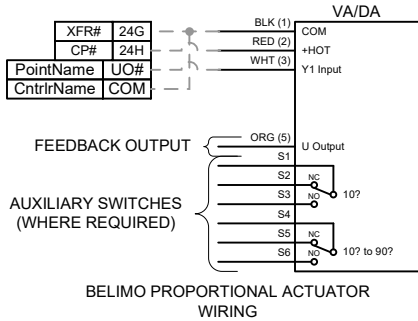 VA/DA
XFR# 24G
CP# 24H
PointName UO#
CntrlrName COM
BLK (1) COM
RED (2) +HOT
WHT (3) Y1 Input
FEEDBACK OUTPUT
ORG (5) U Output
AUXILIARY SWITCHES
(WHERE REQUIRED)
S1
S2 NC
S3 NO 10?
S4
S5 NC
S6 NO 10? to 90?
BELIMO PROPORTIONAL ACTUATOR
WIRING